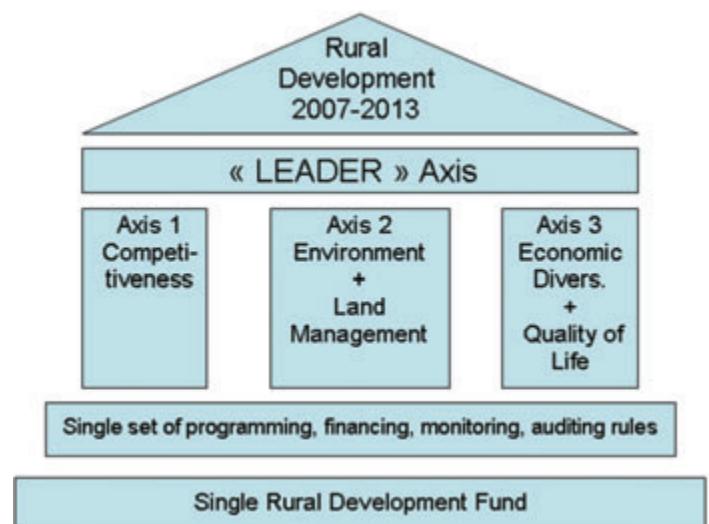 Rural
Development
2007-2013
« LEADER » Axis
Axis 1
Competi-
tiveness
Axis 2
Environment
+
Land
Management
Axis 3
Economic
Divers.
+
Quality of
Life
Single set of programming, financing, monitoring, auditing rules
Single Rural Development Fund